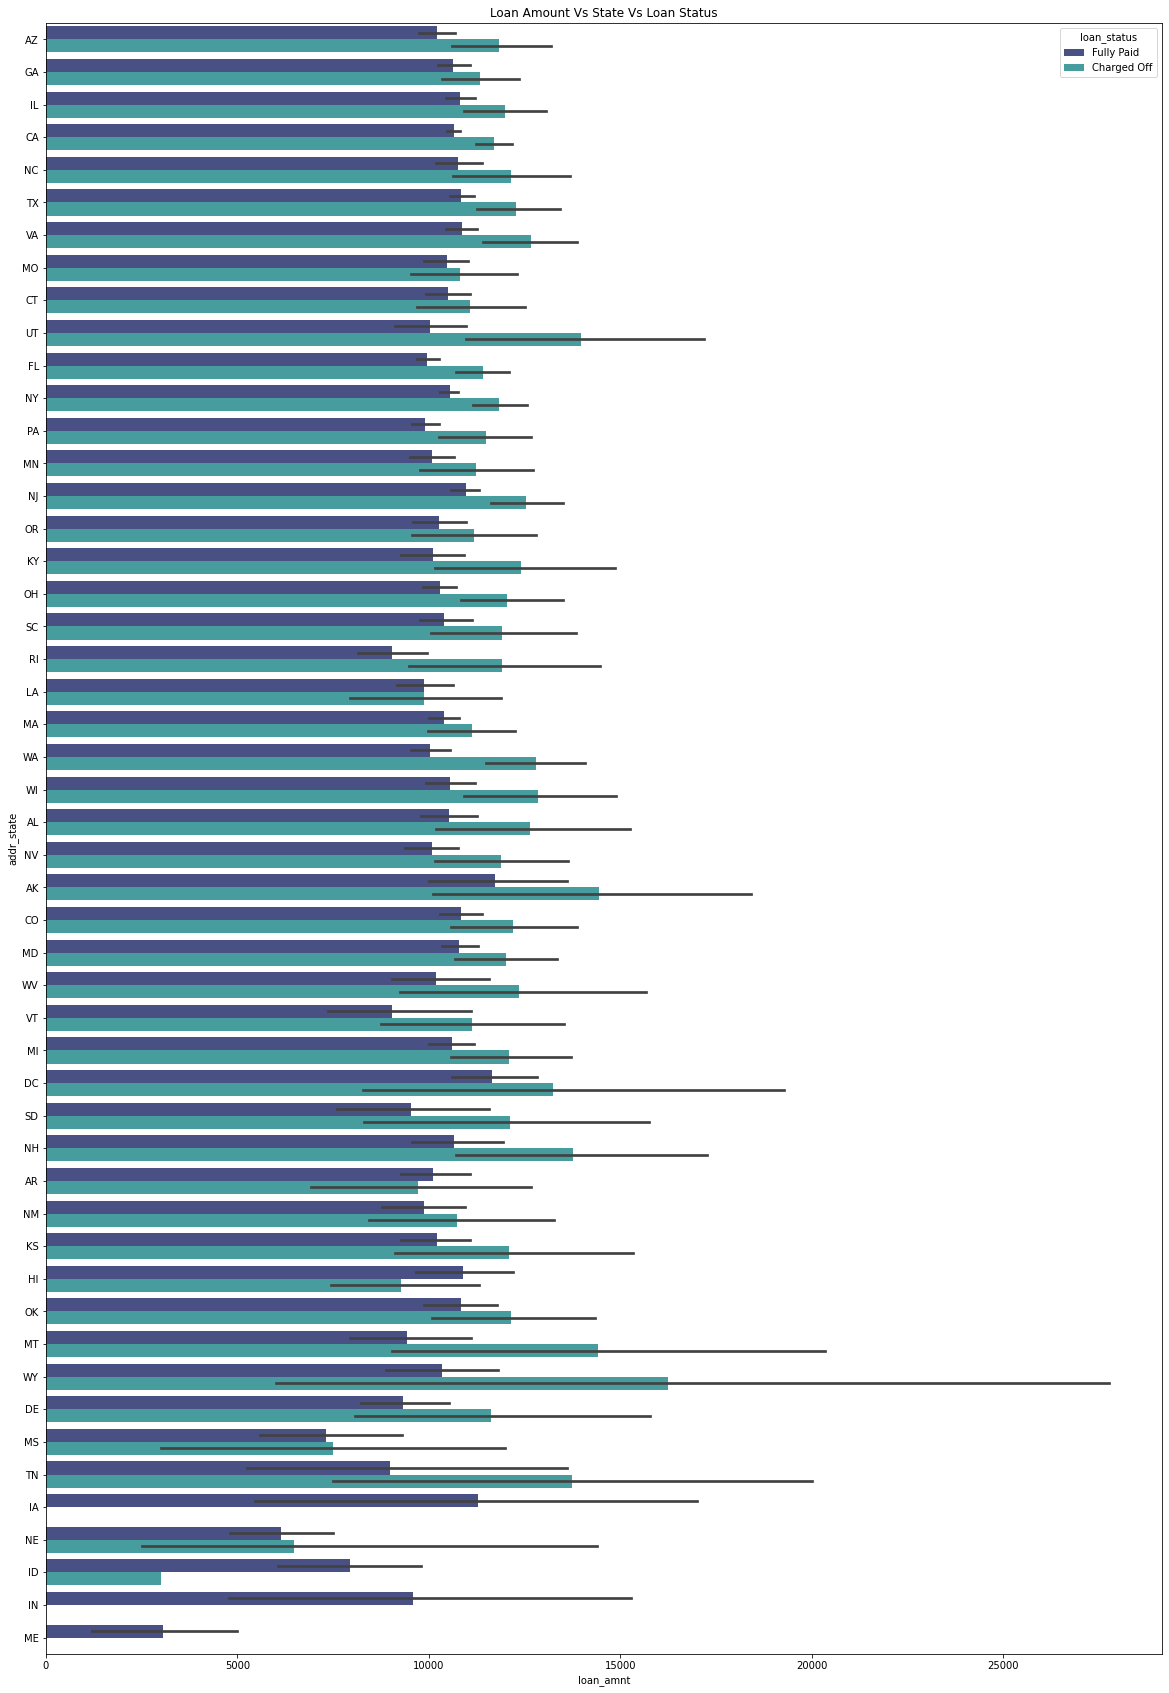 Loan Amount Vs State Vs Loan Status
loan_status
Fully Paid
Charged Off
addr_state
AZ
GA
IL
CA
NC
TX
VA
MO
CT
UT
FL
NY
PA
MN
NJ
OR
KY
OH
SC
RI
LA
MA
WA
WI
AL
NV
AK
CO
MD
WV
VT
MI
DC
SD
NH
AR
NM
KS
HI
OK
MT
WY
DE
MS
TN
IA
NE
ID
IN
ME
0 5000 10000 15000 20000 25000
loan_amnt